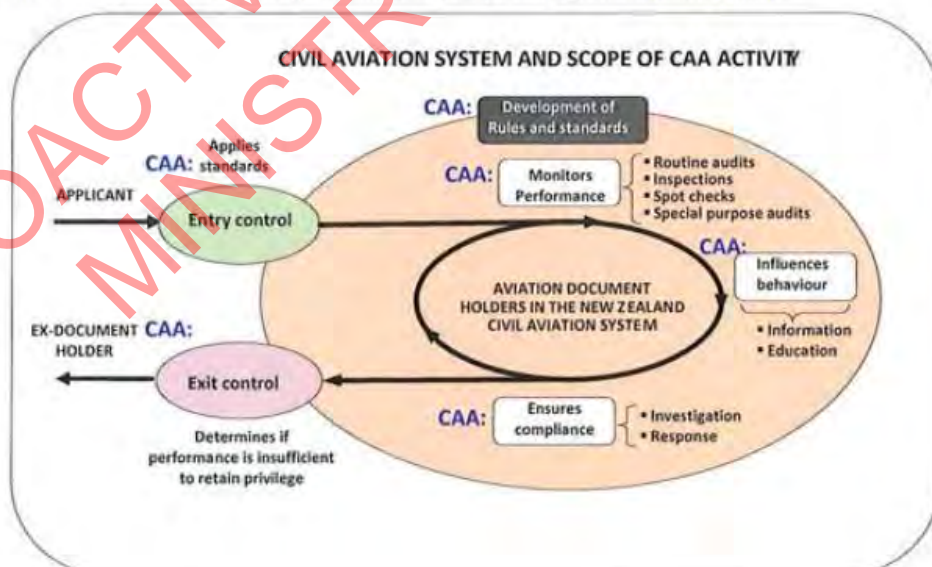 CIVIL AVIATION SYSTEM AND SCOPE OF CAA ACTIVITY
CAA:
Development of
Rules and standards
CAA:
Applies
standards
APPLICANT
Entry control
CAA:
Monitors
Performance
▪ Routine audits
▪ Inspections
▪ Spot checks
▪ Special purpose audits
CAA:
Influences
behaviour
▪ Information
▪ Education
AVIATION DOCUMENT
HOLDERS IN THE NEW ZEALAND
CIVIL AVIATION SYSTEM
EX-DOCUMENT
HOLDER
CAA:
Exit control
Determines if
performance is insufficient
to retain privilege
CAA:
Ensures
compliance
▪ Investigation
▪ Response
OACTIV
MINISTR